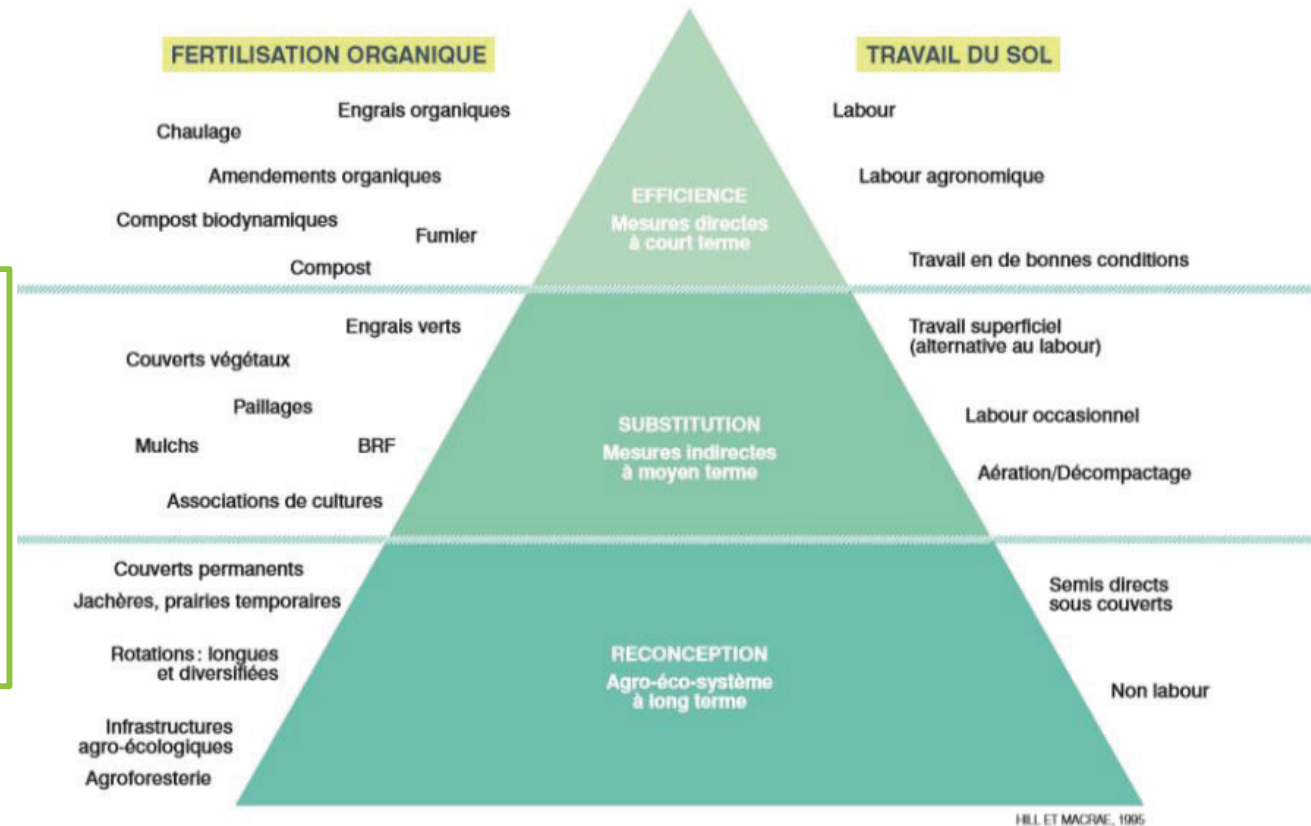 FERTILISATION ORGANIQUE
Engrais organiques
Chaulage
Amendements organiques
Compost biodynamiques
Fumier
Compost
Engrais verts
Couverts végétaux
Paillages
Mulchs
BRF
Associations de cultures
Couverts permanents
Jachères, prairies temporaires
Rotations : longues
et diversifiées
Infrastructures
agro-écologiques
Agroforesterie
EFFICIENCE
Mesures directes
à court terme
SUBSTITUTION
Mesures indirectes
à moyen terme
RECONCEPTION
Agro-éco-système
à long terme
TRAVAIL DU SOL
Labour
Labour agronomique
Travail en de bonnes conditions
Travail superficiel
(alternative au labour)
Labour occasionnel
Aération/Décompactage
Semis directs
sous couverts
Non labour
HILL ET MACRAE, 1995